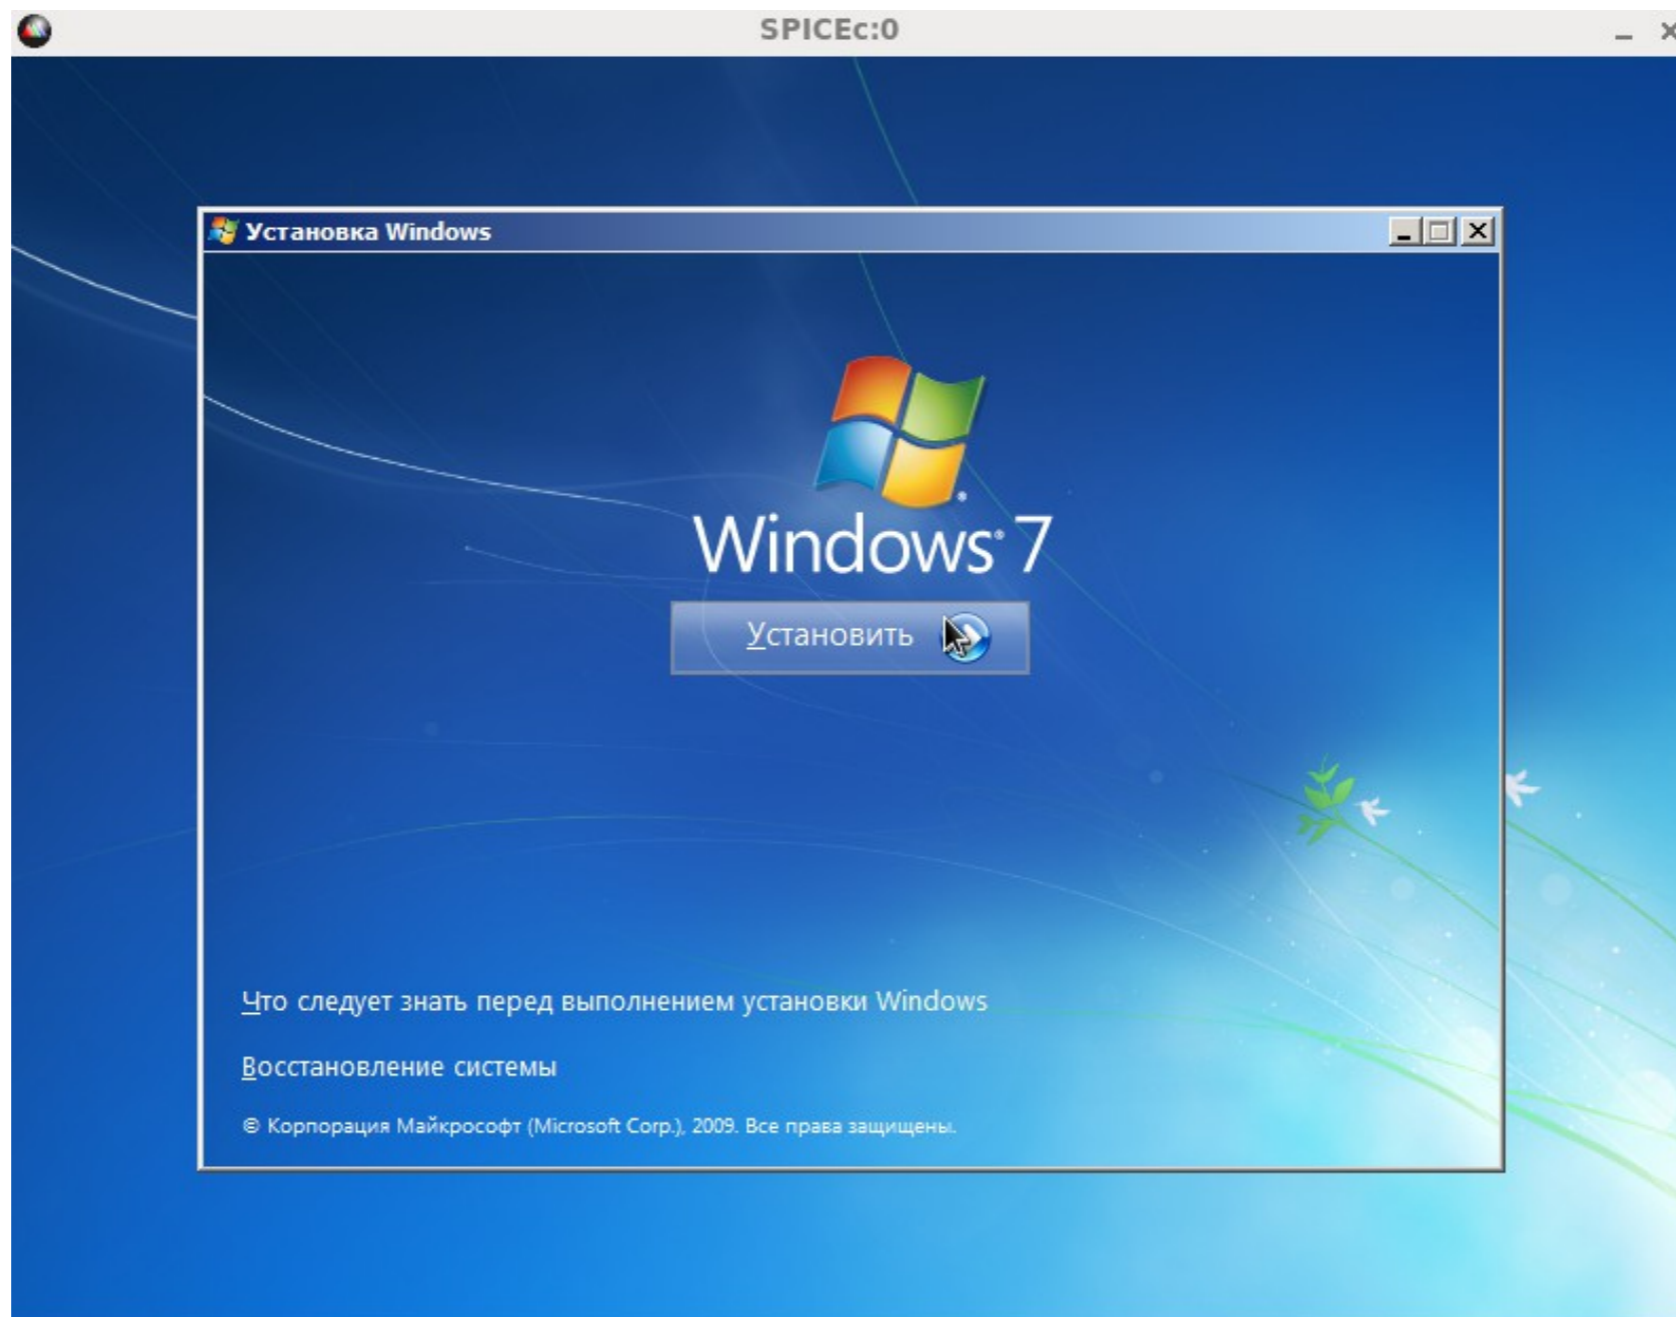 SPICEc:0
Установка Windows
Windows® 7
Установить
Что следует знать перед выполнением установки Windows
Восстановление системы
© Корпорация Майкрософт (Microsoft Corp.), 2009. Все права защищены.